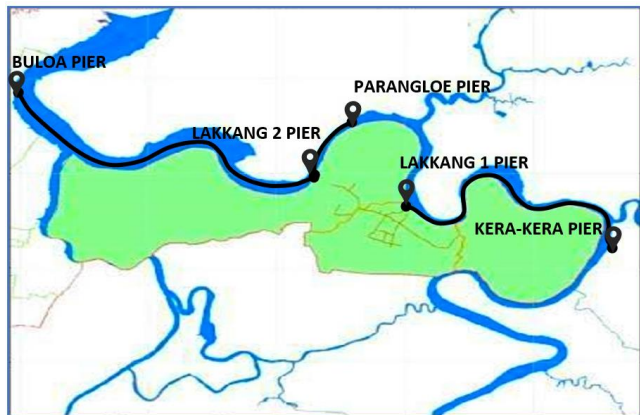 BULOA PIER
PARANGLOE PIER
LAKKANG 2 PIER
LAKKANG 1 PIER
KERA-KERA PIER